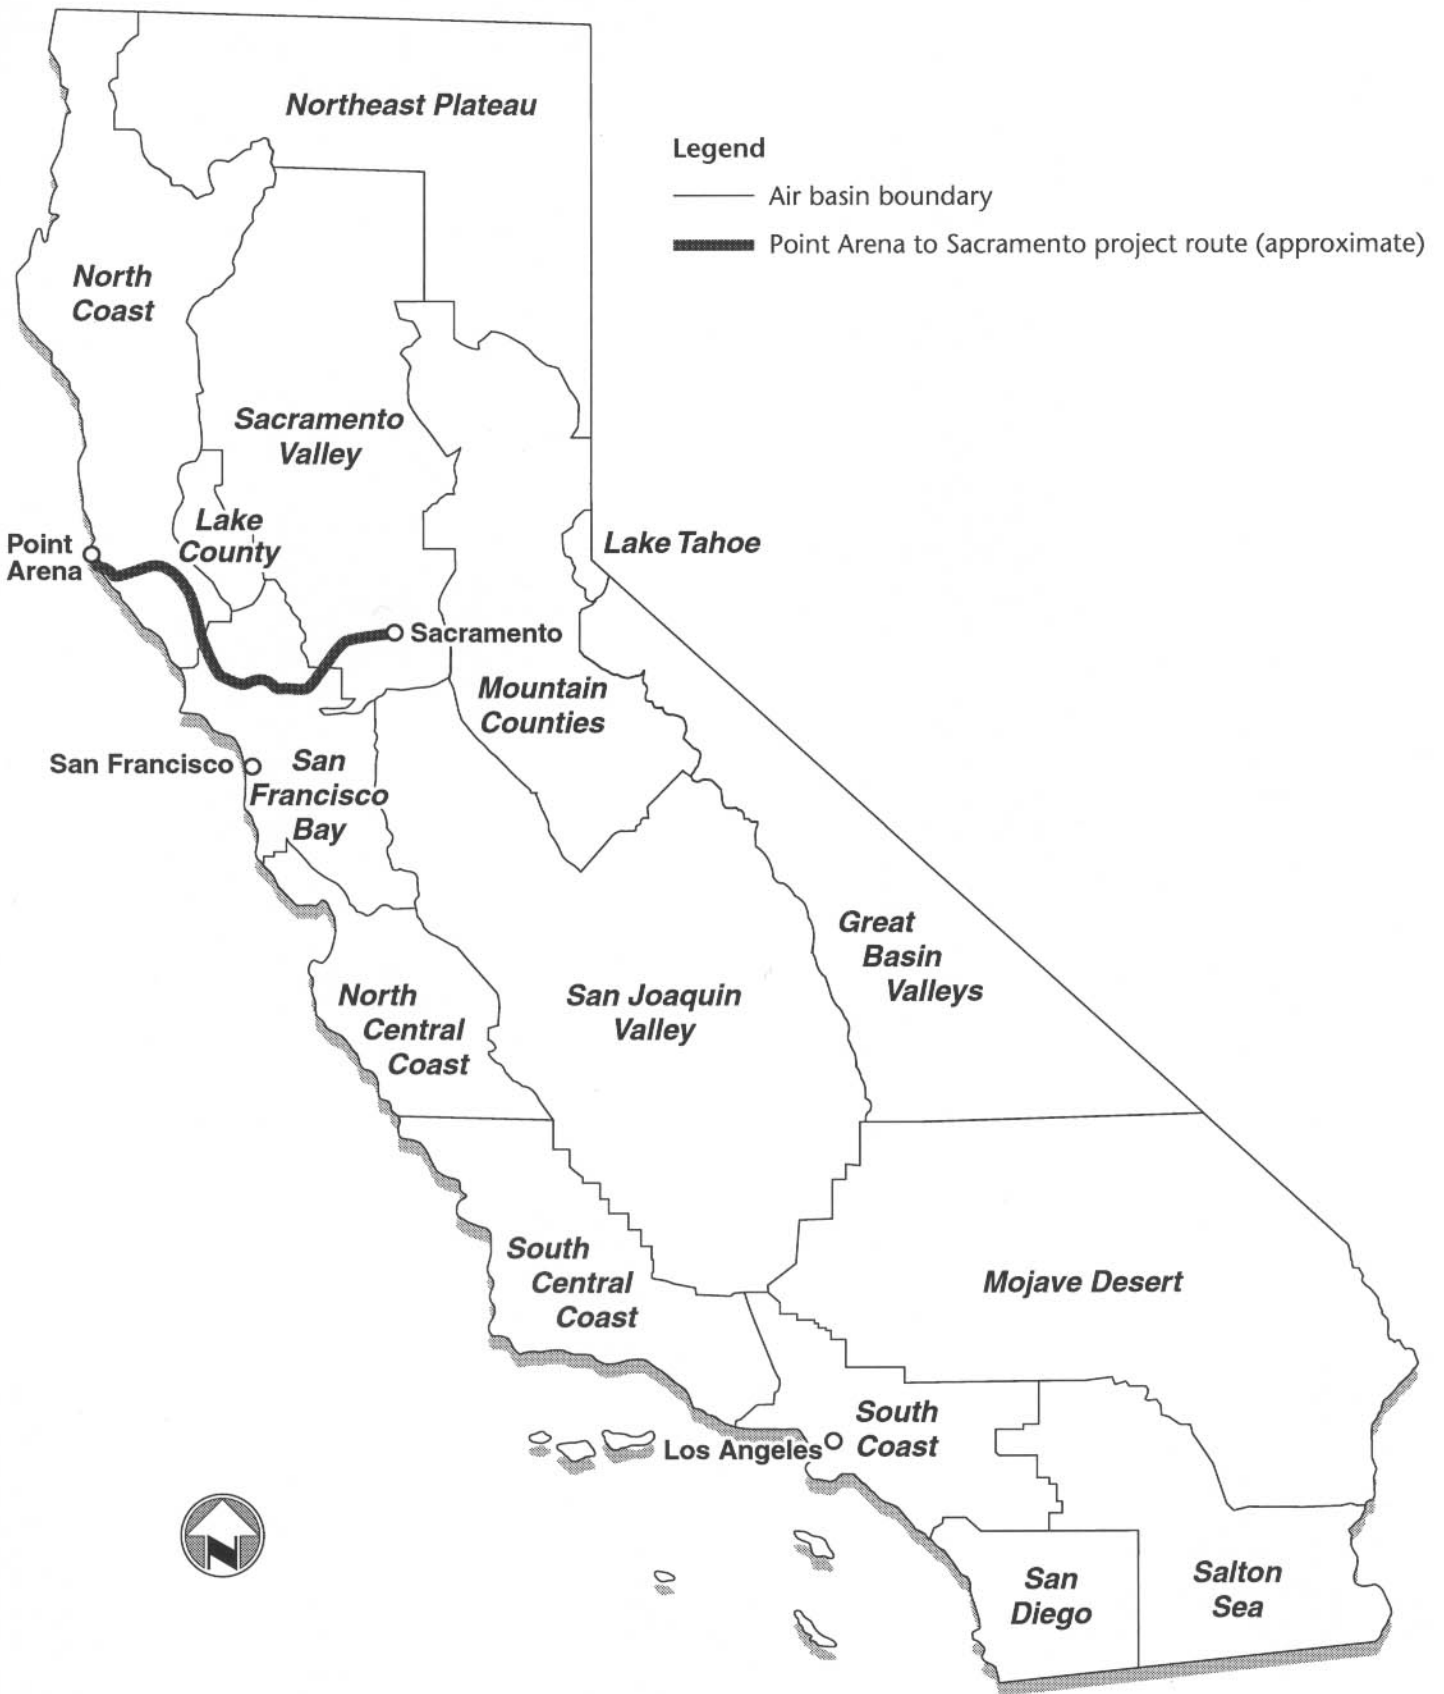 Northeast Plateau
Legend
Air basin boundary
Point Arena to Sacramento project route (approximate)
North
Coast
Sacramento
Valley
Lake
County
Point
Arena
Lake Tahoe
Sacramento
Mountain
Counties
San Francisco
San
Francisco
Bay
Great
Basin
Valleys
North
Central
Coast
San Joaquin
Valley
South
Central
Coast
Mojave Desert
South
Coast
Los Angeles
N
San
Diego
Salton
Sea